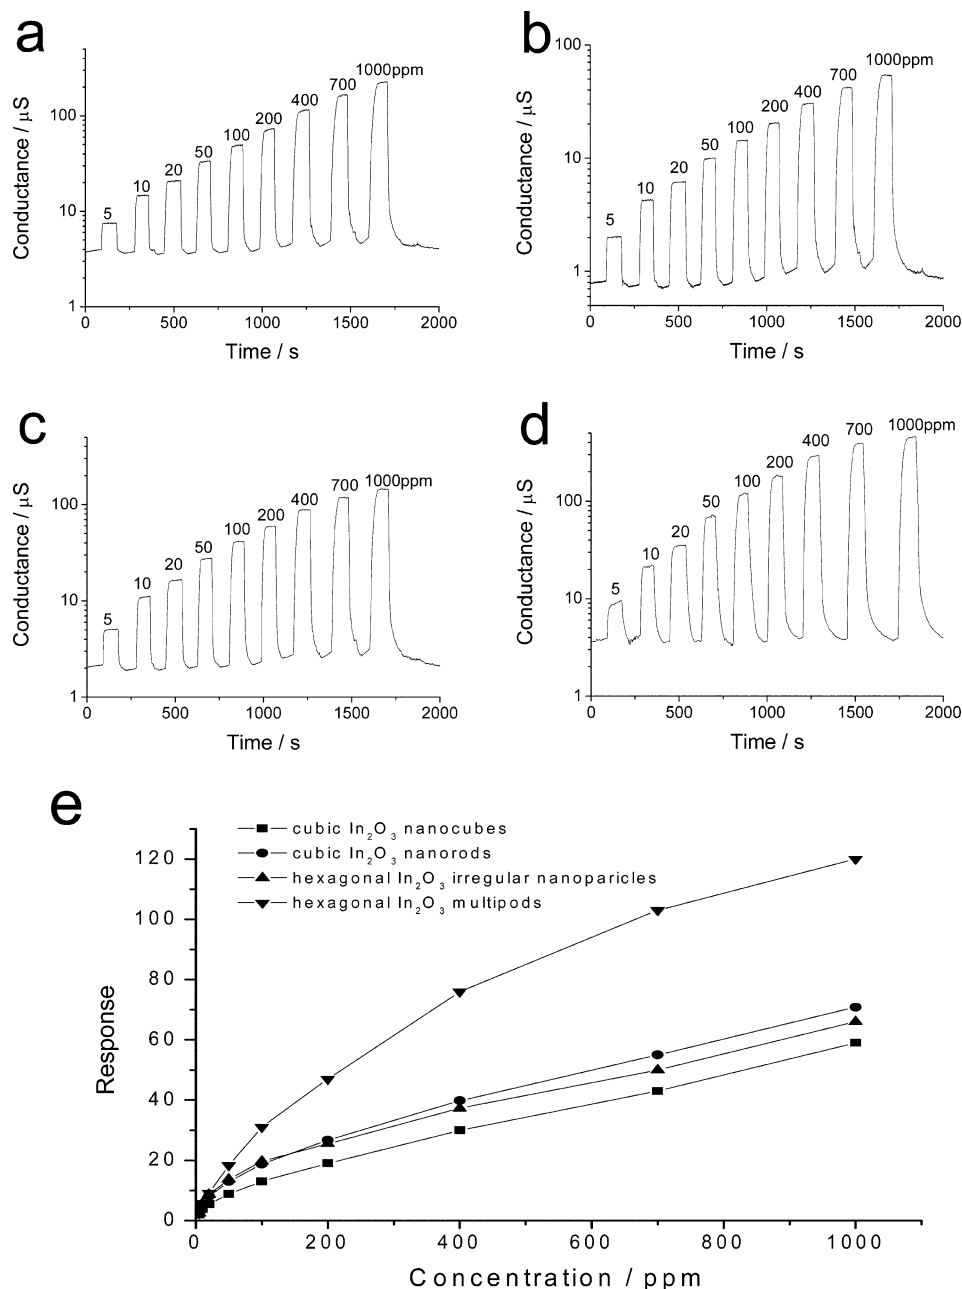 a
1000ppm
700
400
200
100
50
20
10
5
100
10
1
Conductance / μS
0 500 1000 1500 2000
Time / s
b
1000ppm
700
400
200
100
50
20
10
5
100
10
1
Conductance / μS
0 500 1000 1500 2000
Time / s
c
1000ppm
700
400
200
100
50
20
10
5
100
10
1
Conductance / μS
0 500 1000 1500 2000
Time / s
d
1000ppm
700
400
200
100
50
20
10
5
100
10
1
Conductance / μS
0 500 1000 1500 2000
Time / s
e
cubic In₂O₃ nanocubes
cubic In₂O₃ nanorods
hexagonal In₂O₃ irregular nanoparicles
hexagonal In₂O₃ multipods
120
100
80
60
40
20
0
Response
0 200 400 600 800 1000
Concentration / ppm